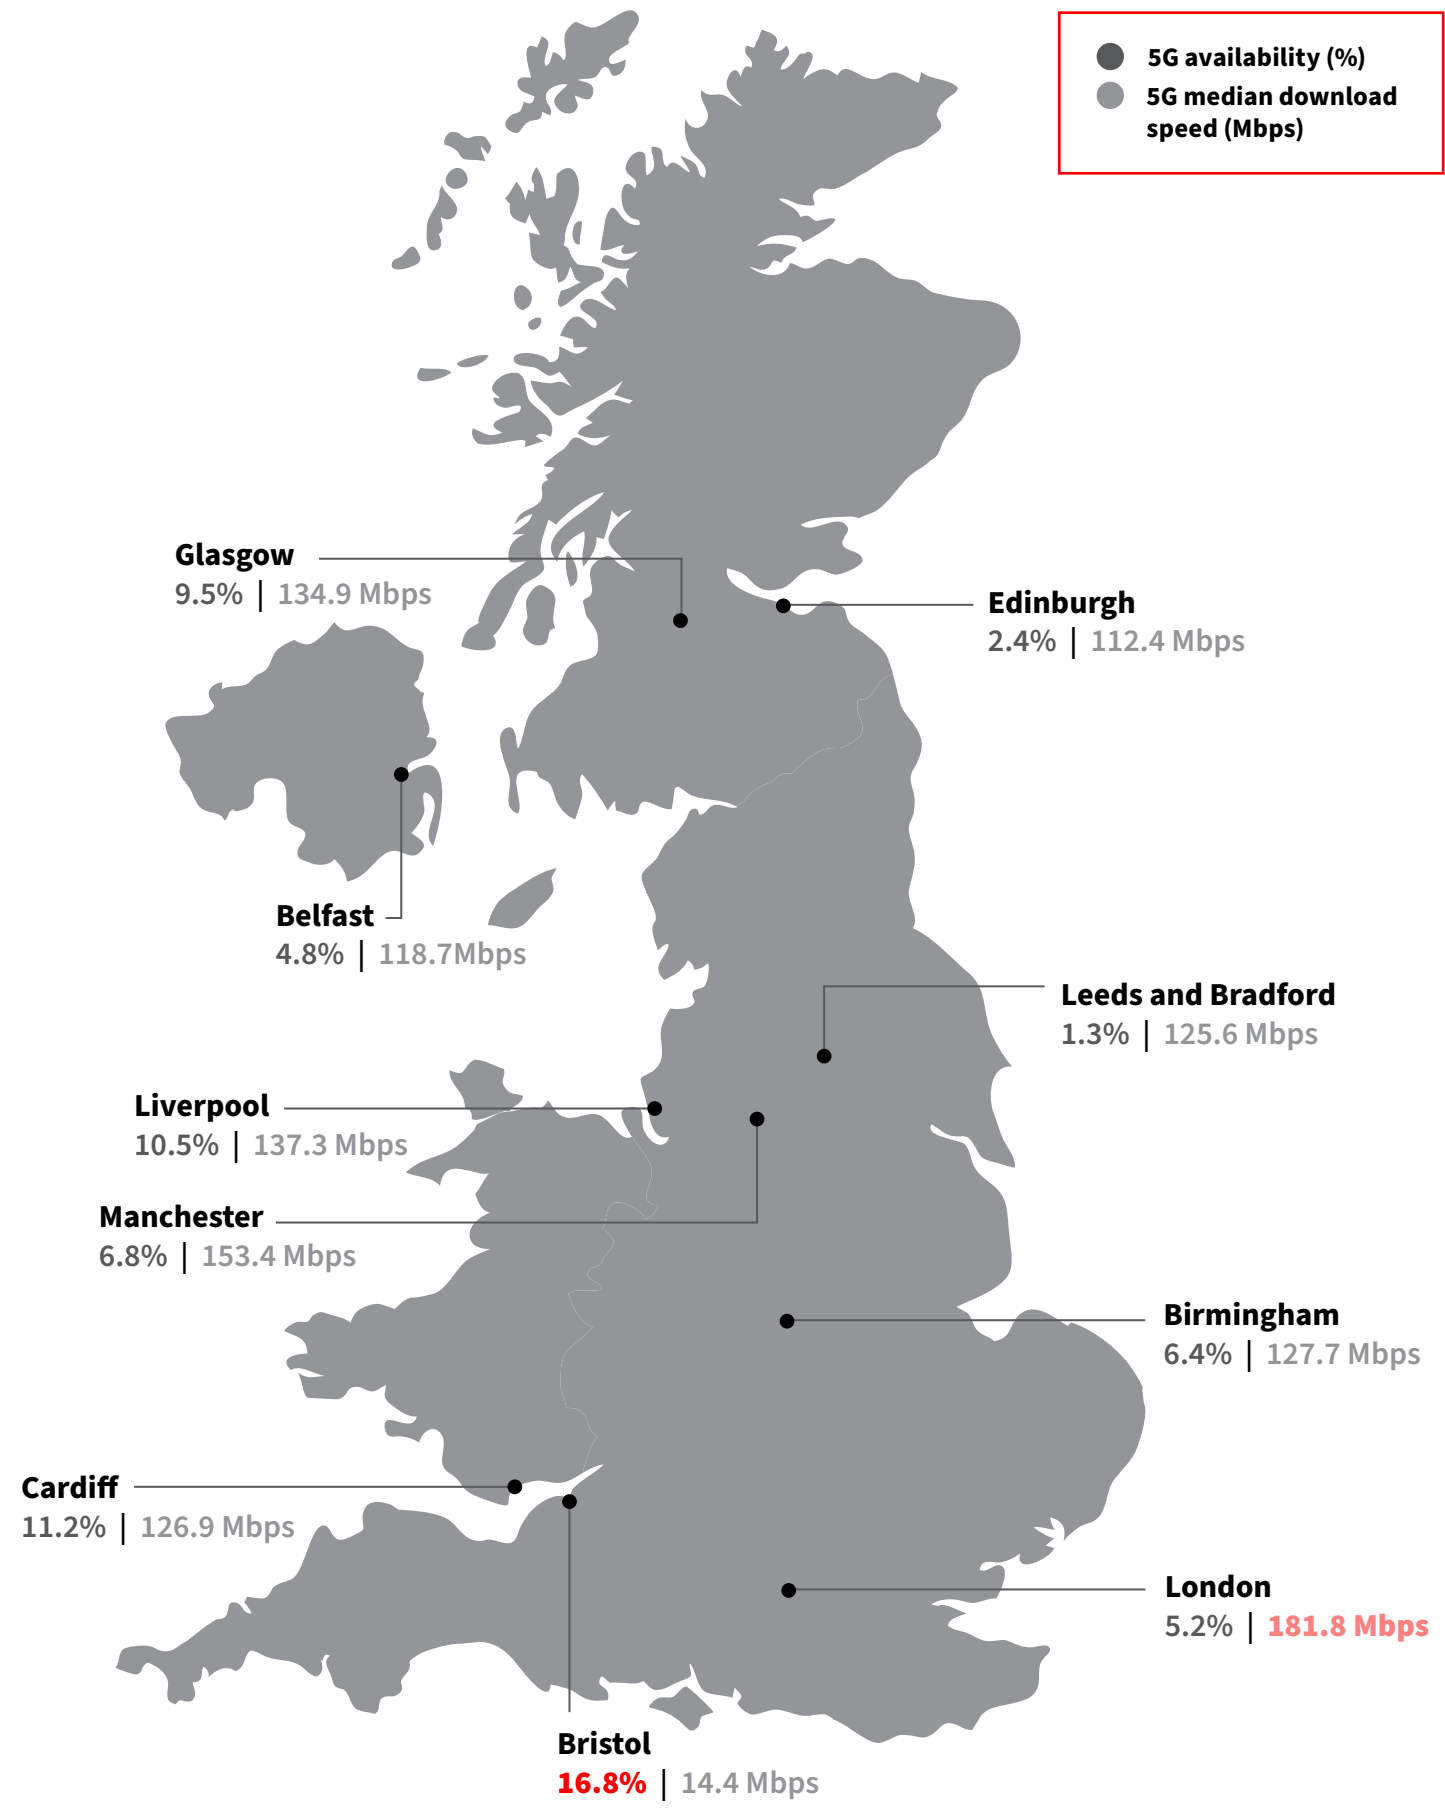 5G availability (%)
5G median download
speed (Mbps)
Glasgow
9.5% | 134.9 Mbps
Edinburgh
2.4% | 112.4 Mbps
Belfast
4.8% | 118.7Mbps
Leeds and Bradford
1.3% | 125.6 Mbps
Liverpool
10.5% | 137.3 Mbps
Manchester
6.8% | 153.4 Mbps
Birmingham
6.4% | 127.7 Mbps
Cardiff
11.2% | 126.9 Mbps
London
5.2% | 181.8 Mbps
Bristol
16.8% | 14.4 Mbps